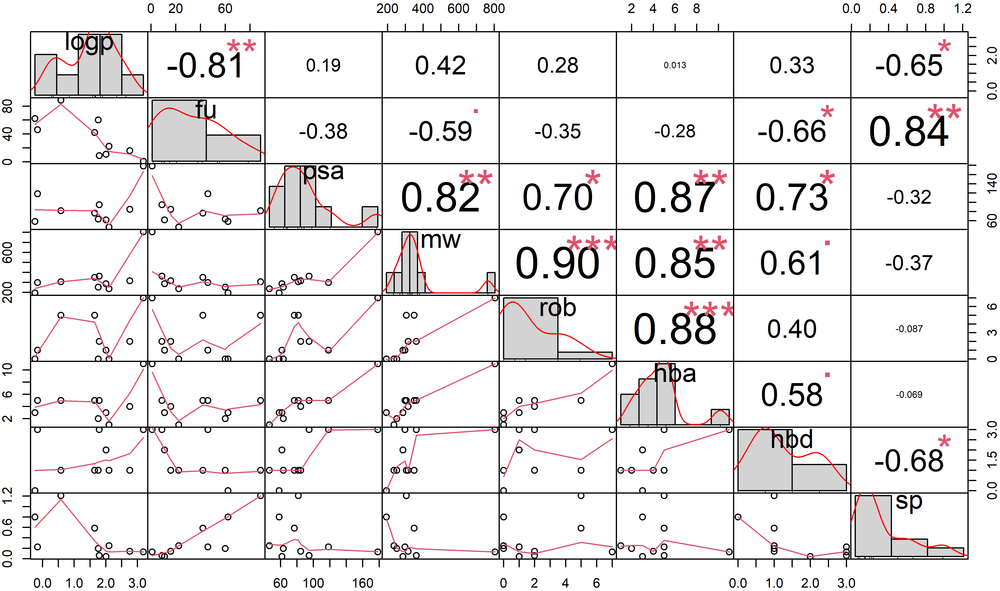 0 20 60 200 400 600 800 2 4 6 8 0.0 0.4 0.8 1.2
logp -0.81 ** 0.19 0.42 0.28 0.013 0.33 -0.65 * 0.0 2.0
0 40 80 fu -0.38 -0.59 . -0.35 -0.28 -0.66 * 0.84 **
psa 0.82 ** 0.70 * 0.87 ** 0.73 * -0.32 60 140
200 600 mw 0.90 *** 0.85 ** 0.61 . -0.37
rob 0.88 *** 0.40 -0.087 0 3 6
2 6 10 hba 0.58 . -0.069
hbd -0.68 * 0.0 1.5 3.0
0.0 0.6 1.2 sp
0.0 1.0 2.0 3.0 60 100 160 0 2 4 6 0.0 1.0 2.0 3.0